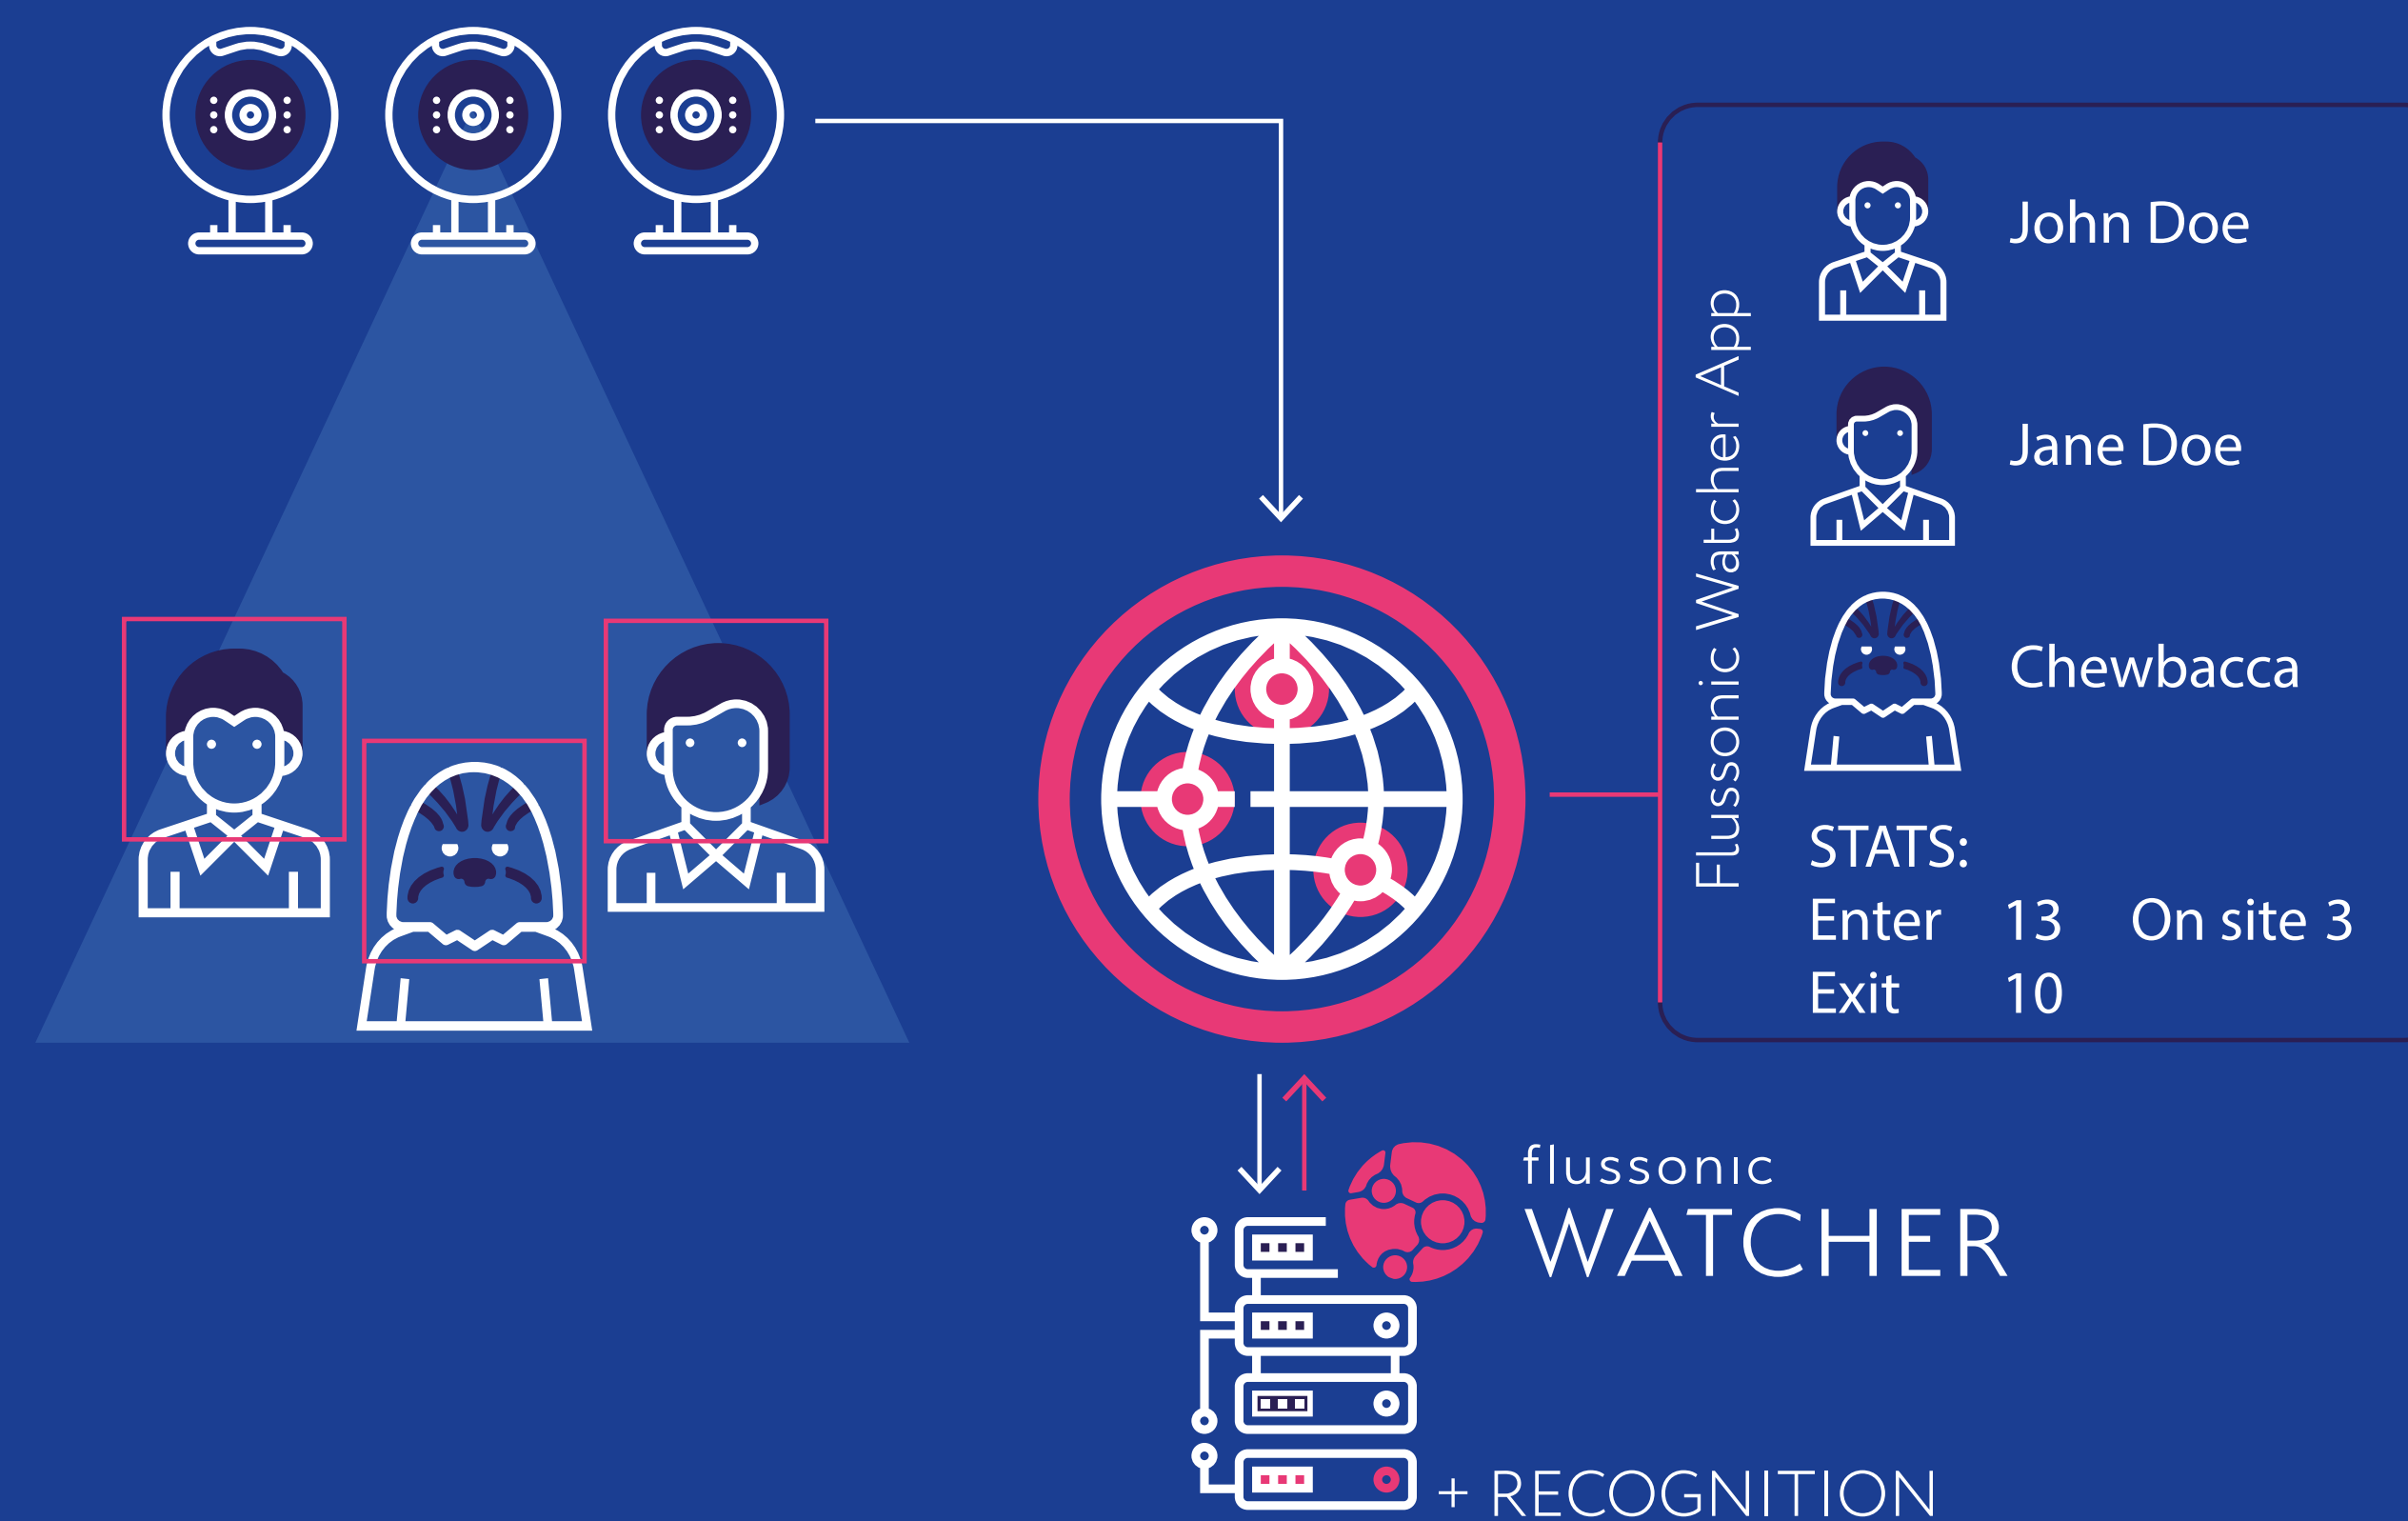 Flussonic Watcher App
John Doe
Jane Doe
Chewbacca
STATS:
Enter 13 On site 3
Exit 10
flussonic
WATCHER
+ RECOGNITION